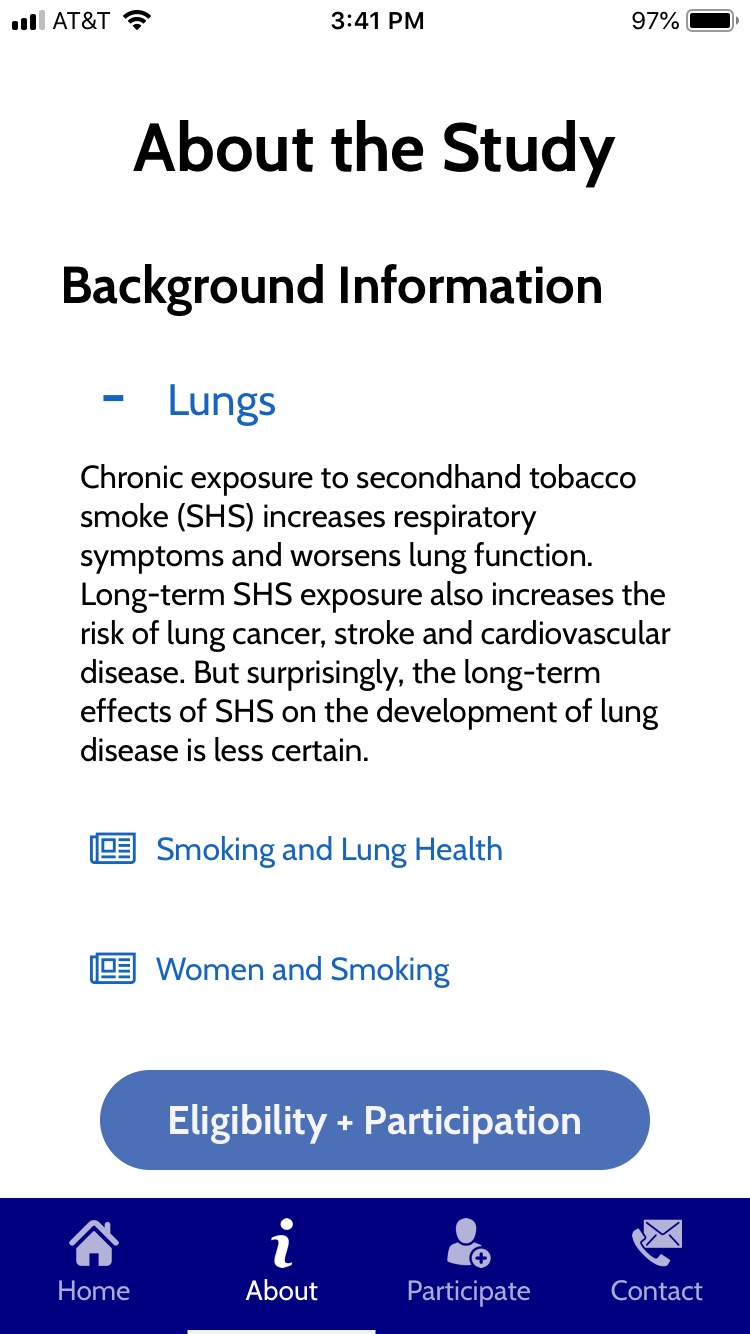 AT&T 3:41 PM 97%
About the Study
Background Information
- Lungs
Chronic exposure to secondhand tobacco
smoke (SHS) increases respiratory
symptoms and worsens lung function.
Long-term SHS exposure also increases the
risk of lung cancer, stroke and cardiovascular
disease. But surprisingly, the long-term
effects of SHS on the development of lung
disease is less certain.
Smoking and Lung Health
Women and Smoking
Eligibility + Participation
Home About Participate Contact